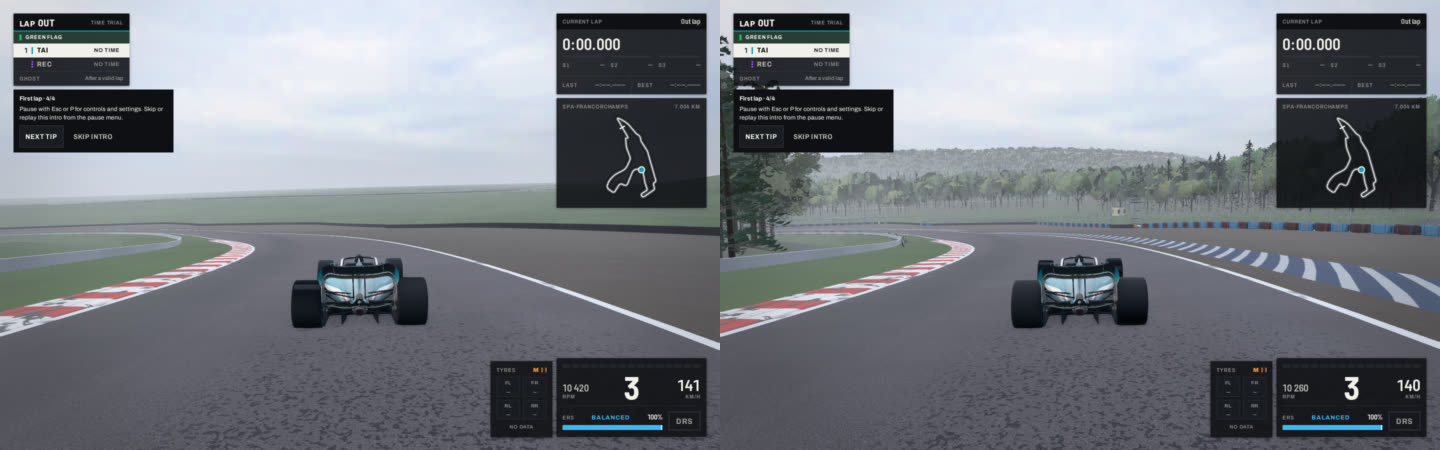 LAP OUT TIME TRIAL
GREEN FLAG
1 TAI NO TIME
REC NO TIME
GHOST After a valid lap
First lap · 4/4
Pause with Esc or P for controls and settings. Skip or
replay this intro from the pause menu.
NEXT TIP SKIP INTRO
CURRENT LAP Out lap
0:00.000
S1 — S2 — S3 —
LAST --:--.--- BEST --:--.---
SPA-FRANCORCHAMPS 7.004 KM
TYRES M
FL FR
RL RR
NO DATA
10 420 RPM
3
141 KM/H
ERS BALANCED 100%
DRS
LAP OUT TIME TRIAL
GREEN FLAG
1 TAI NO TIME
REC NO TIME
GHOST After a valid lap
First lap · 4/4
Pause with Esc or P for controls and settings. Skip or
replay this intro from the pause menu.
NEXT TIP SKIP INTRO
CURRENT LAP Out lap
0:00.000
S1 — S2 — S3 —
LAST --:--.--- BEST --:--.---
SPA-FRANCORCHAMPS 7.004 KM
TYRES M
FL FR
RL RR
NO DATA
10 260 RPM
3
140 KM/H
ERS BALANCED 100%
DRS